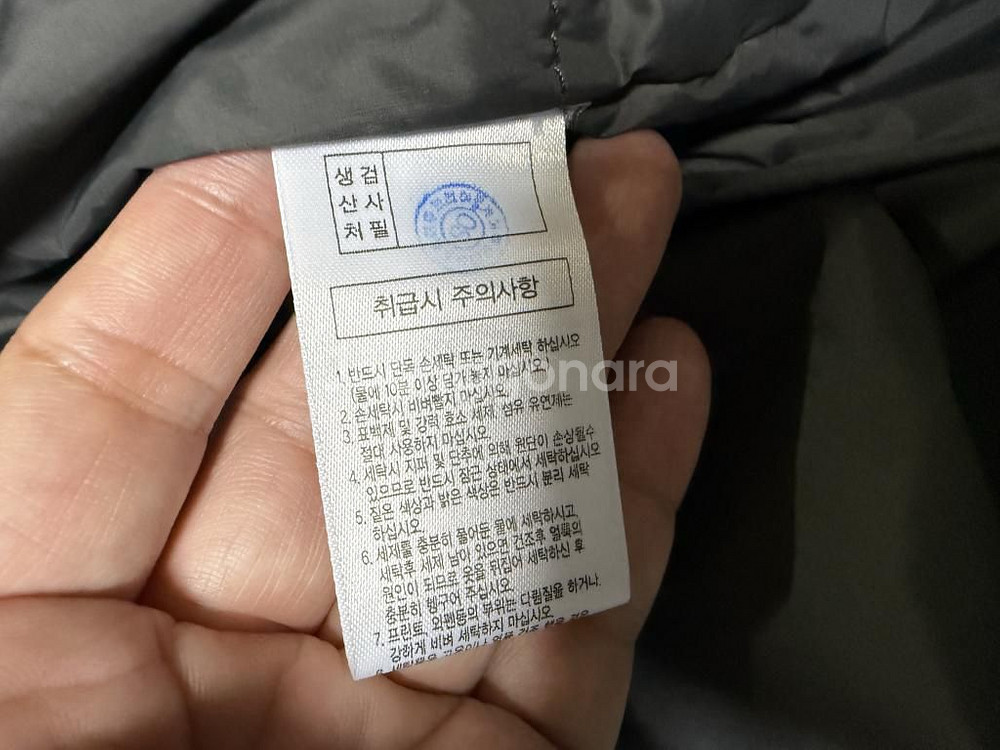 생 검
산 사
처 필
취급시 주의사항
1. 반드시 단독 손세탁 또는 기계세탁 하십시오
(물에 10분 이상 담가 놓지 마십시오)
2. 손세탁시 비벼빨지 마십시오.
3. 표백제 및 강력 효소 세제, 섬유 유연제는
절대 사용하지 마십시오.
4. 세탁시 지퍼 및 단추에 의해 원단이 손상될수
있으므로 반드시 잠근 상태에서 세탁하십시오
5. 짙은 색상과 밝은 색상은 반드시 분리 세탁
하십시오.
6. 세제를 충분히 풀어둔 물에 세탁하시고,
세탁후 세제 남아 있으면 건조후 얼룩의
원인이 되므로 옷을 뒤집어 세탁하신 후
충분히 헹구어 주십시오.
7. 프린트, 외펜등의 부위는 다림질을 하거나,
강하게 비벼 세탁하지 마십시오.
onara